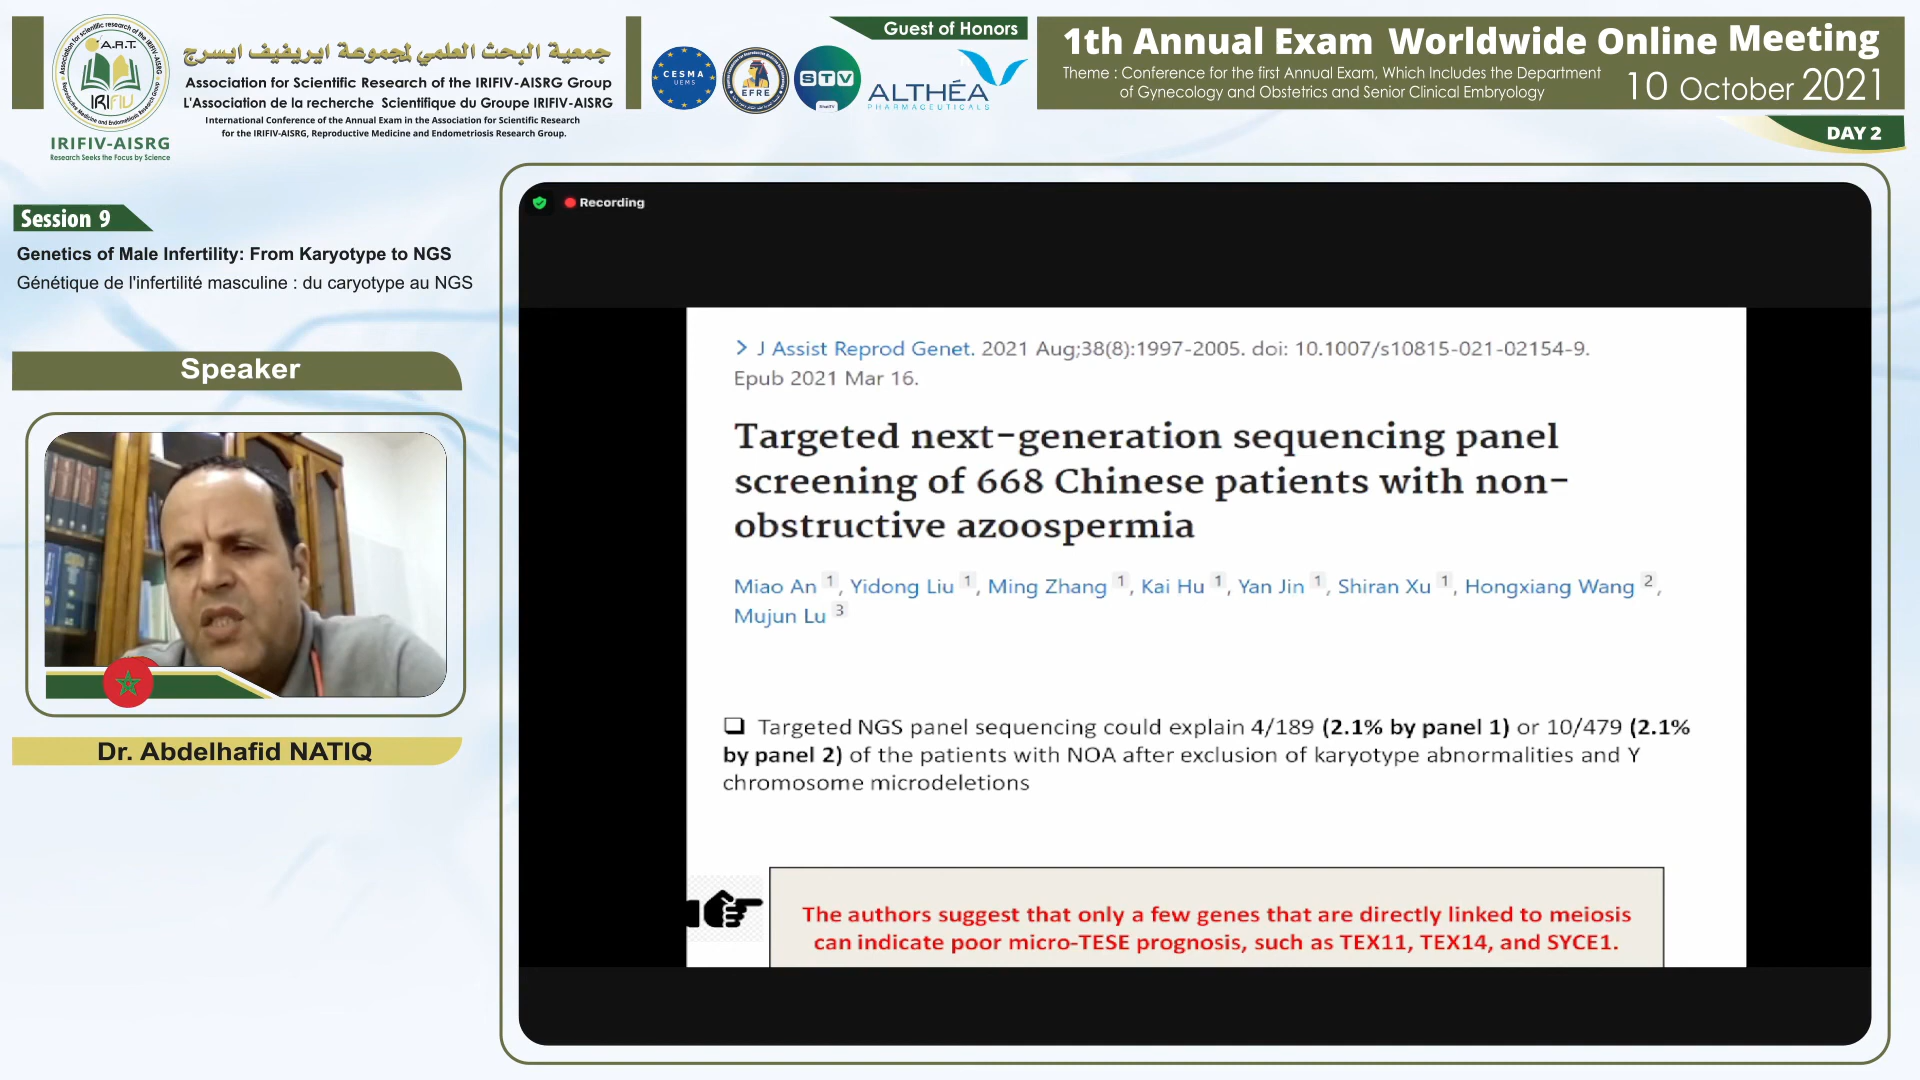 A.R.T.
IRIFIV
IRIFIV-AISRG
Research Seeks the Focus by Science
جمعية البحث العلمي لمجموعة ايريفيف ايسرج
Association for Scientific Research of the IRIFIV-AISRG Group
L'Association de la recherche Scientifique du Groupe IRIFIV-AISRG
International Conference of the Annual Exam in the Association for Scientific Research
for the IRIFIV-AISRG, Reproductive Medicine and Endometriosis Research Group.
Guest of Honors
CESMA
UEMS
EFRE
STV
ALTHÉA
PHARMACEUTICALS
1th Annual Exam Worldwide Online Meeting
Theme : Conference for the first Annual Exam, Which Includes the Department
of Gynecology and Obstetrics and Senior Clinical Embryology
10 October 2021
DAY 2
Session 9
Genetics of Male Infertility: From Karyotype to NGS
Génétique de l'infertilité masculine : du caryotype au NGS
Speaker
Dr. Abdelhafid NATIQ
Recording
> J Assist Reprod Genet. 2021 Aug;38(8):1997-2005. doi: 10.1007/s10815-021-02154-9.
Epub 2021 Mar 16.
Targeted next-generation sequencing panel
screening of 668 Chinese patients with non-
obstructive azoospermia
Miao An 1, Yidong Liu 1, Ming Zhang 1, Kai Hu 1, Yan Jin 1, Shiran Xu 1, Hongxiang Wang 2,
Mujun Lu 3
❑ Targeted NGS panel sequencing could explain 4/189 (2.1% by panel 1) or 10/479 (2.1%
by panel 2) of the patients with NOA after exclusion of karyotype abnormalities and Y
chromosome microdeletions
The authors suggest that only a few genes that are directly linked to meiosis
can indicate poor micro-TESE prognosis, such as TEX11, TEX14, and SYCE1.